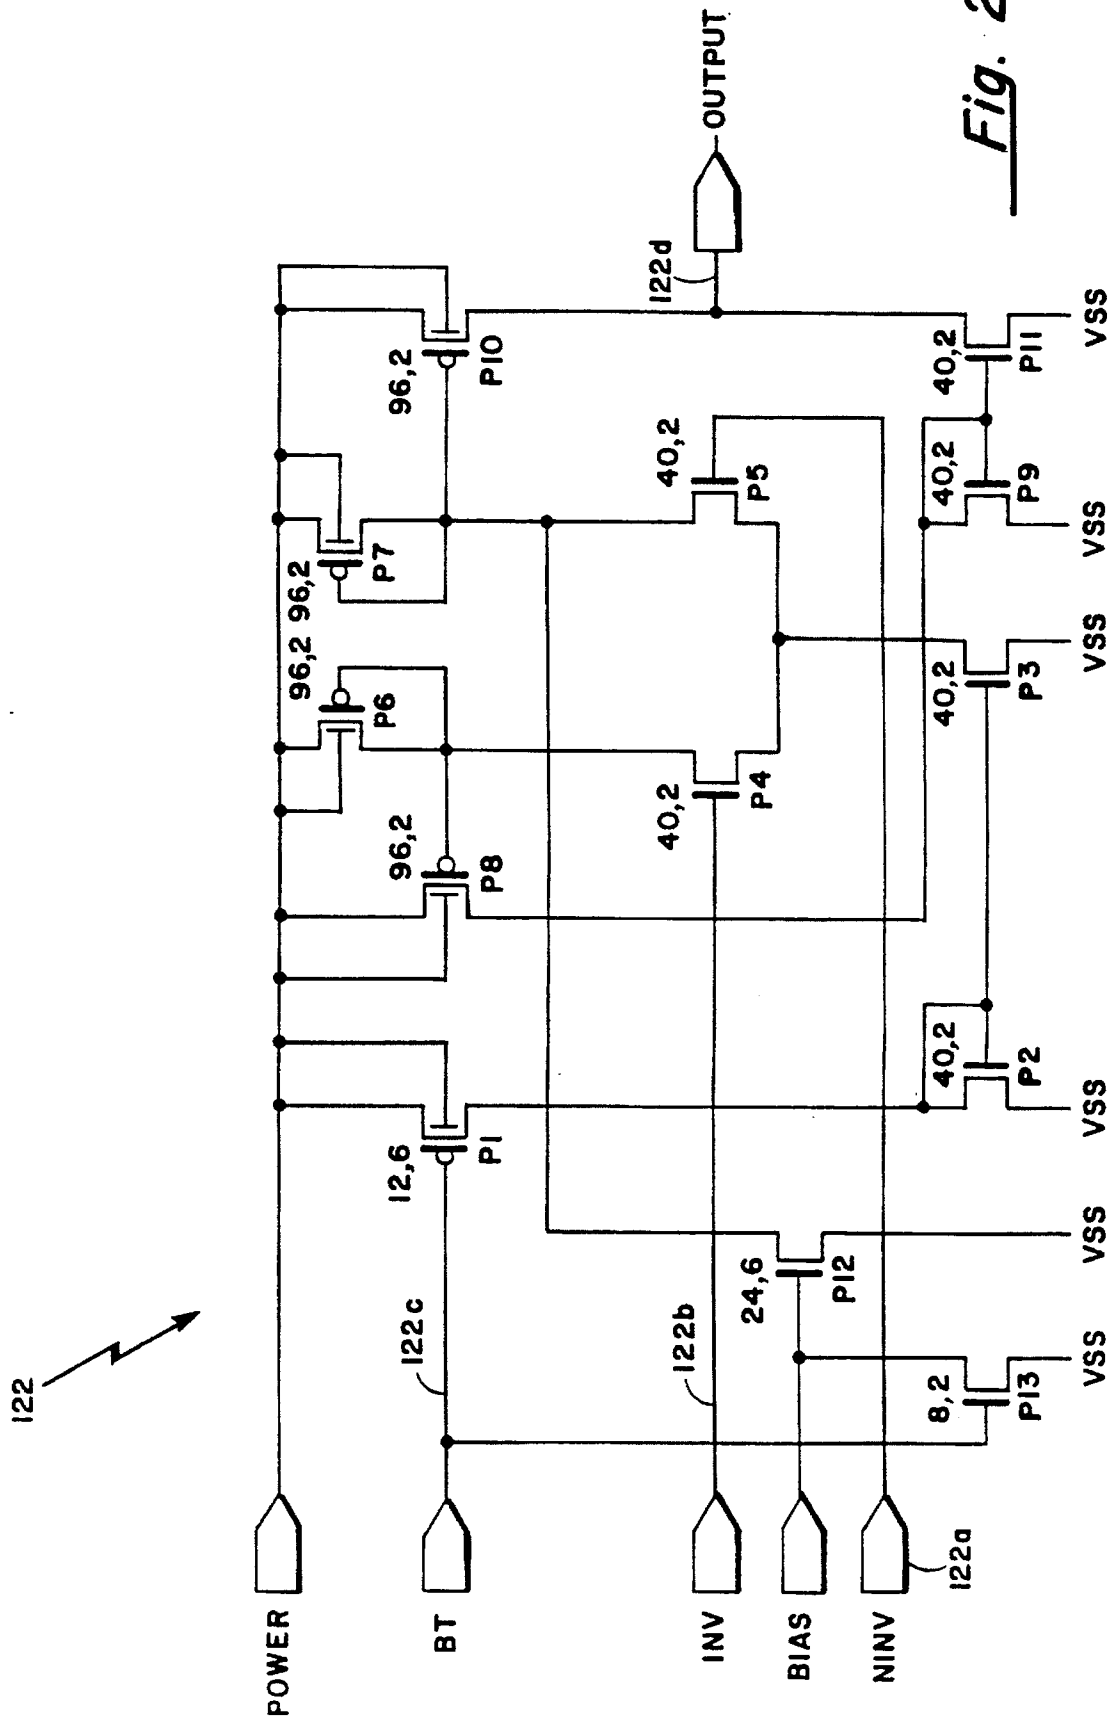 122
POWER
BT
INV
BIAS
NINV
122a
122c
122b
122d
OUTPUT
12,6
P1
96,2
P8
96,2
P6
96,2
P7
96,2
P10
40,2
P4
40,2
P5
24,6
P12
8,2
P13
40,2
P2
40,2
P3
40,2
P9
40,2
P11
VSS
VSS
VSS
VSS
VSS
VSS
Fig. 2